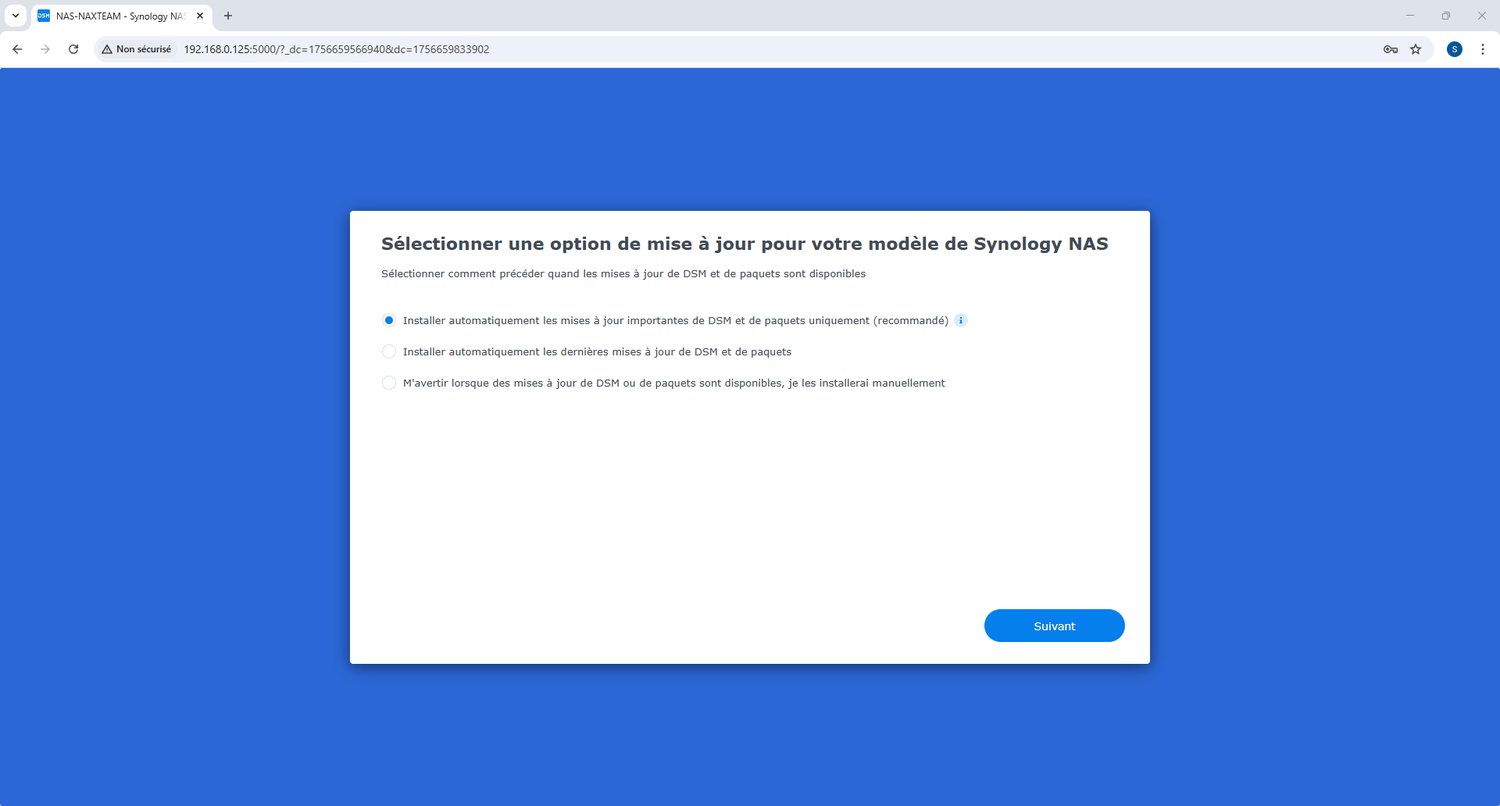 DSM NAS-NAXTEAM - Synology NAS
Non sécurisé 192.168.0.125:5000/?_dc=1756659566940&dc=1756659833902
S
Sélectionner une option de mise à jour pour votre modèle de Synology NAS
Sélectionner comment précéder quand les mises à jour de DSM et de paquets sont disponibles
Installer automatiquement les mises à jour importantes de DSM et de paquets uniquement (recommandé) i
Installer automatiquement les dernières mises à jour de DSM et de paquets
M'avertir lorsque des mises à jour de DSM ou de paquets sont disponibles, je les installerai manuellement
Suivant